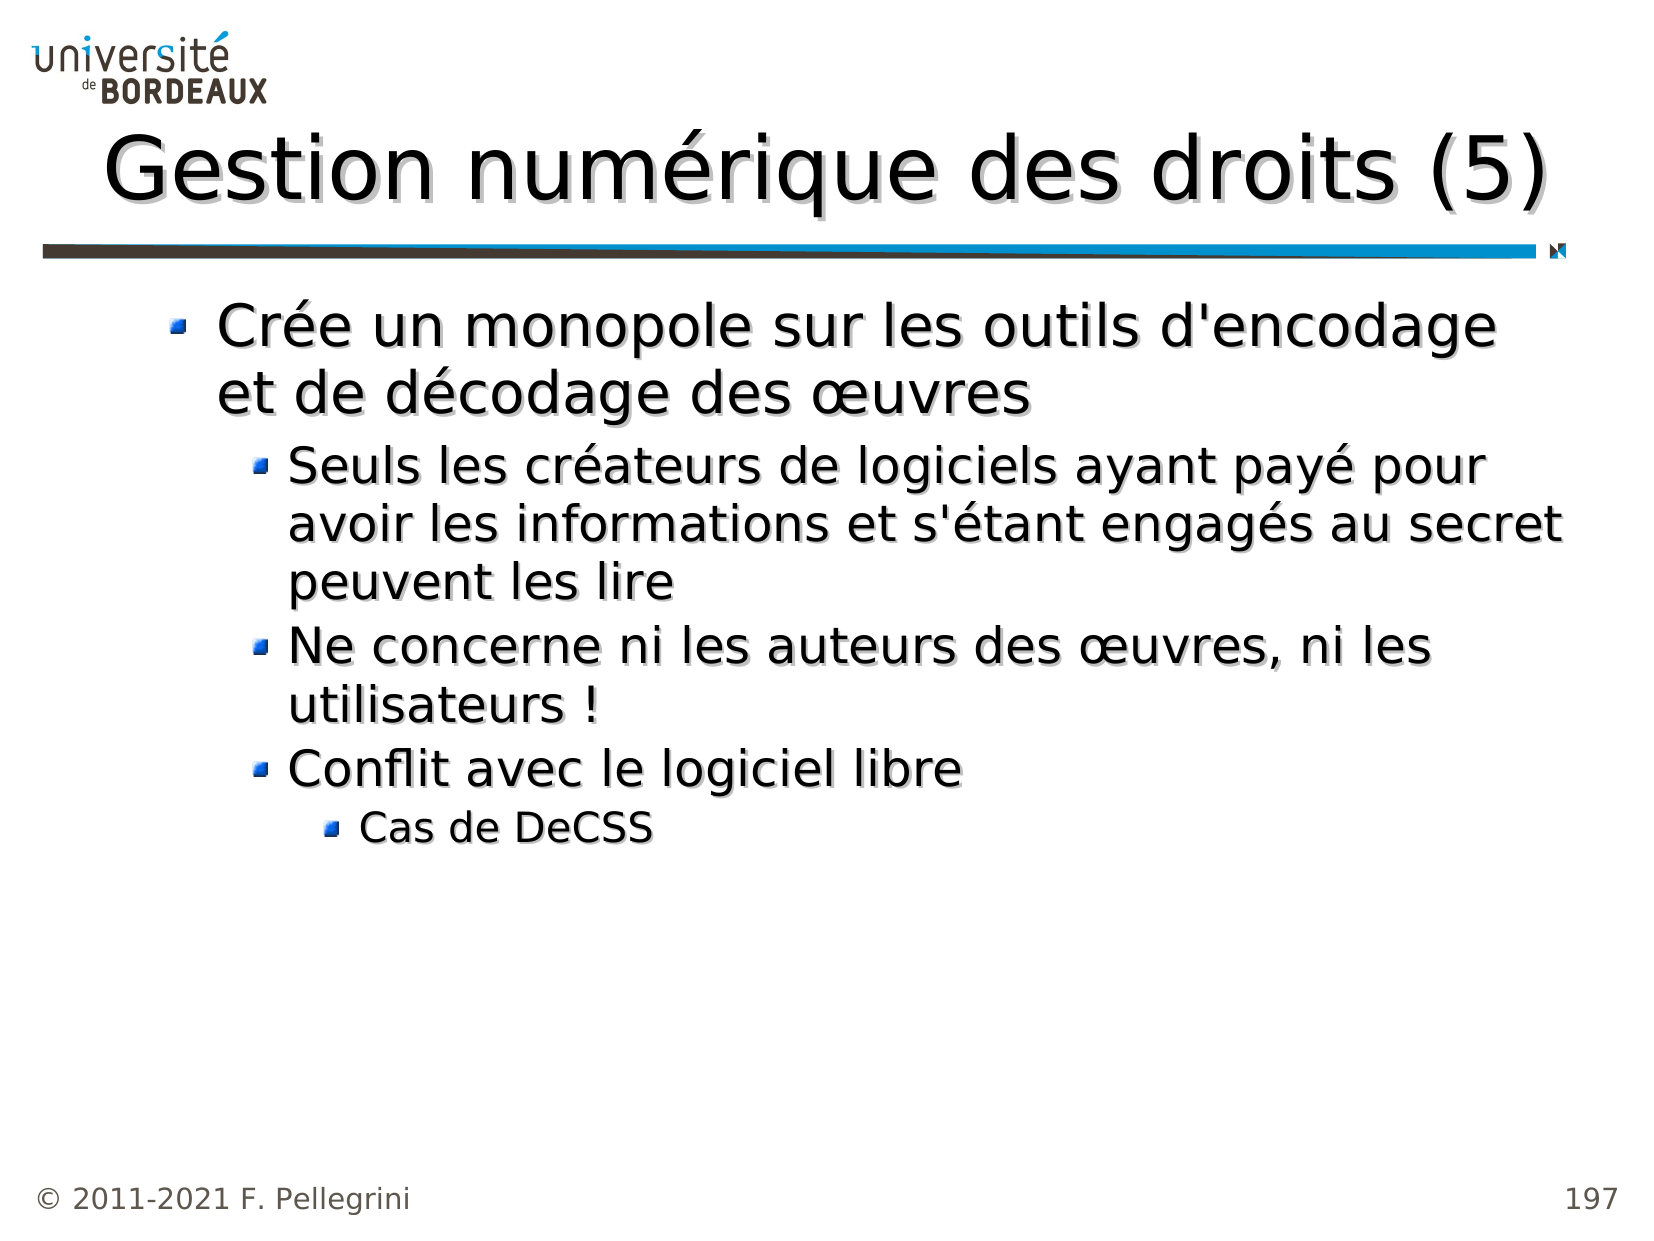 université
de BORDEAUX
Gestion numérique des droits (5)
Crée un monopole sur les outils d'encodage
et de décodage des œuvres
Seuls les créateurs de logiciels ayant payé pour
avoir les informations et s'étant engagés au secret
peuvent les lire
Ne concerne ni les auteurs des œuvres, ni les
utilisateurs !
Conflit avec le logiciel libre
Cas de DeCSS
© 2011-2021 F. Pellegrini
197